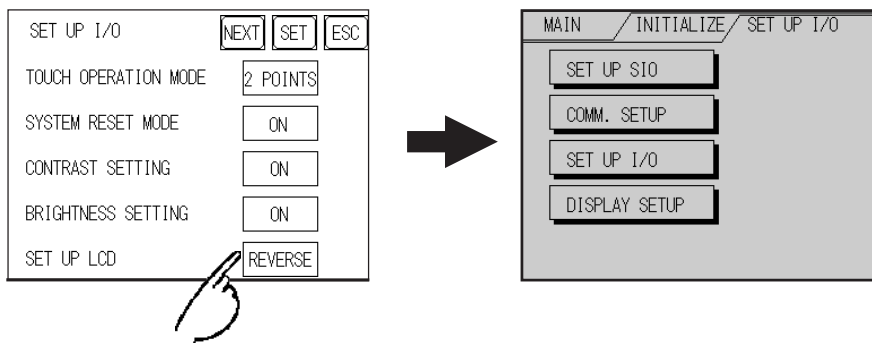 SET UP I/O NEXT SET ESC
TOUCH OPERATION MODE 2 POINTS
SYSTEM RESET MODE ON
CONTRAST SETTING ON
BRIGHTNESS SETTING ON
SET UP LCD REVERSE
MAIN INITIALIZE SET UP I/O
SET UP SIO
COMM. SETUP
SET UP I/O
DISPLAY SETUP